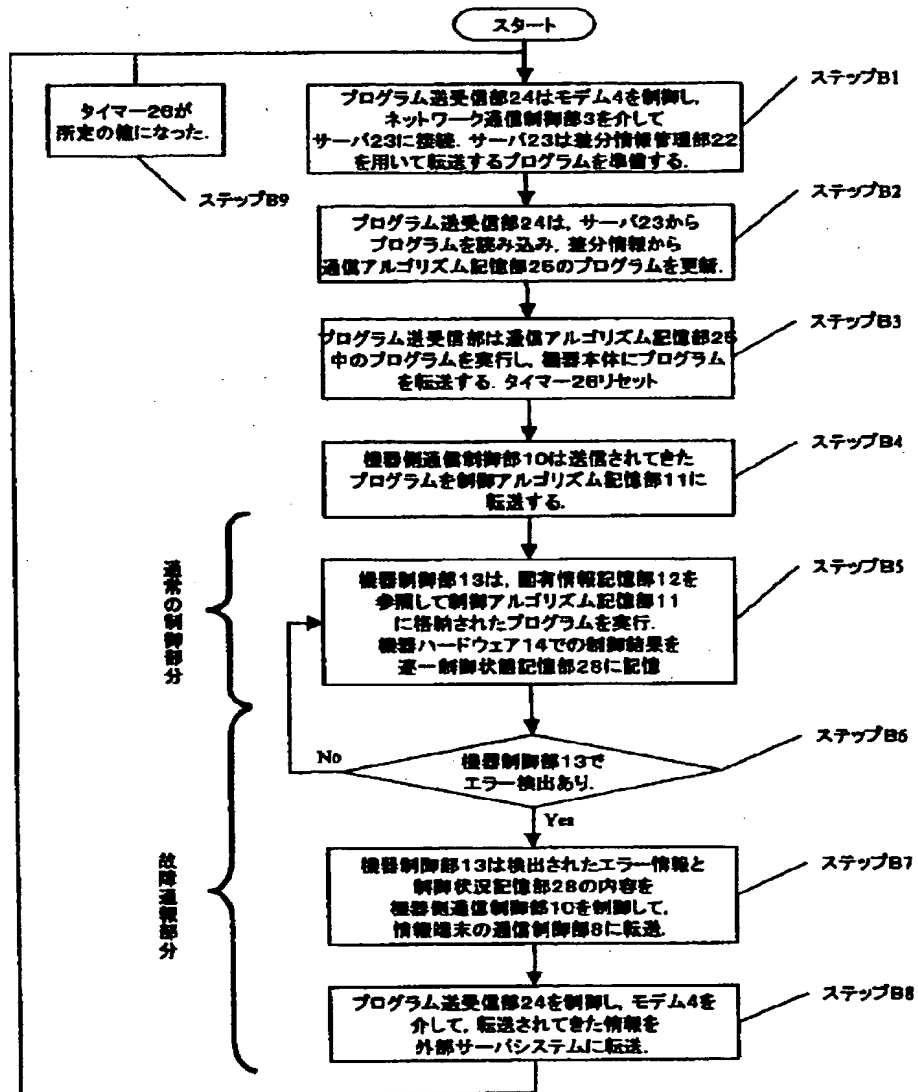 スタート
ステップB1
プログラム送受信部24はモデム4を制御し,
ネットワーク通信制御部3を介して
サーバ23に接続. サーバ23は差分情報管理部22
を用いて転送するプログラムを準備する.
タイマー26が
所定の値になった.
ステップB9
ステップB2
プログラム送受信部24は, サーバ23から
プログラムを読み込み, 差分情報から
通信アルゴリズム記憶部25のプログラムを更新.
ステップB3
プログラム送受信部は通信アルゴリズム記憶部25
中のプログラムを実行し, 機器本体にプログラム
を転送する. タイマー26リセット
ステップB4
機器側通信制御部10は送信されてきた
プログラムを制御アルゴリズム記憶部11に
転送する.
通常の制御部分
ステップB5
機器制御部13は, 固有情報記憶部12を
参照して制御アルゴリズム記憶部11
に格納されたプログラムを実行.
機器ハードウェア14での制御結果を
逐一制御状態記憶部28に記憶
ステップB6
No
機器制御部13で
エラー検出あり.
Yes
故障通報部分
ステップB7
機器制御部13は検出されたエラー情報と
制御状況記憶部28の内容を
機器側通信制御部10を制御して,
情報端末の通信制御部8に転送.
ステップB8
プログラム送受信部24を制御し, モデム4を
介して, 転送されてきた情報を
外部サーバシステムに転送.